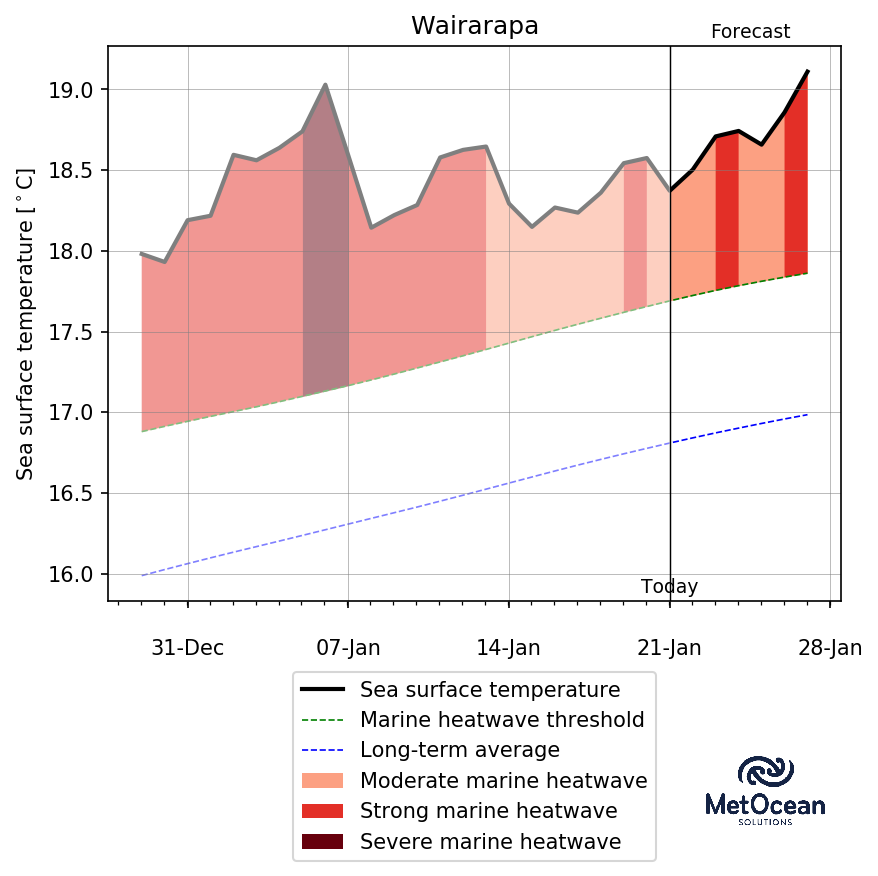 Wairarapa
Forecast
Sea surface temperature [°C]
19.0
18.5
18.0
17.5
17.0
16.5
16.0
Today
31-Dec 07-Jan 14-Jan 21-Jan 28-Jan
Sea surface temperature
Marine heatwave threshold
Long-term average
Moderate marine heatwave
Strong marine heatwave
Severe marine heatwave
MetOcean
SOLUTIONS